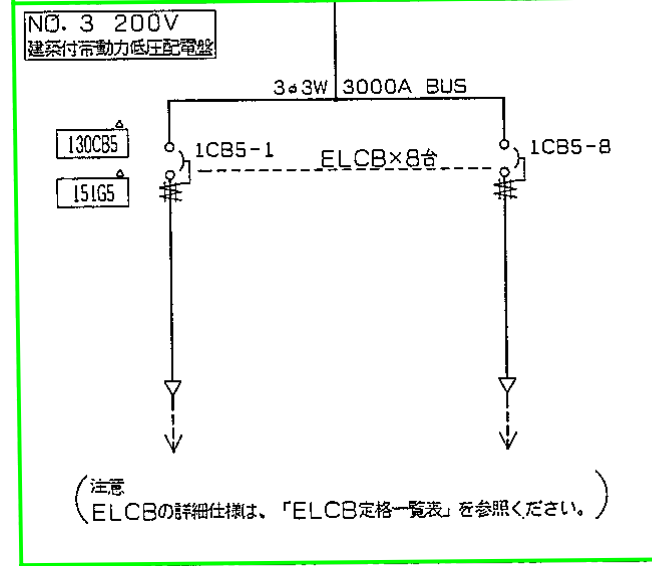 NO. 3 200V
建築付帯動力低圧配電盤
3φ3W 3000A BUS
130CB5
1CB5-1
ELCB×8台
1CB5-8
151G5
注意
ELCBの詳細仕様は、「ELCB定格一覧表」を参照ください。